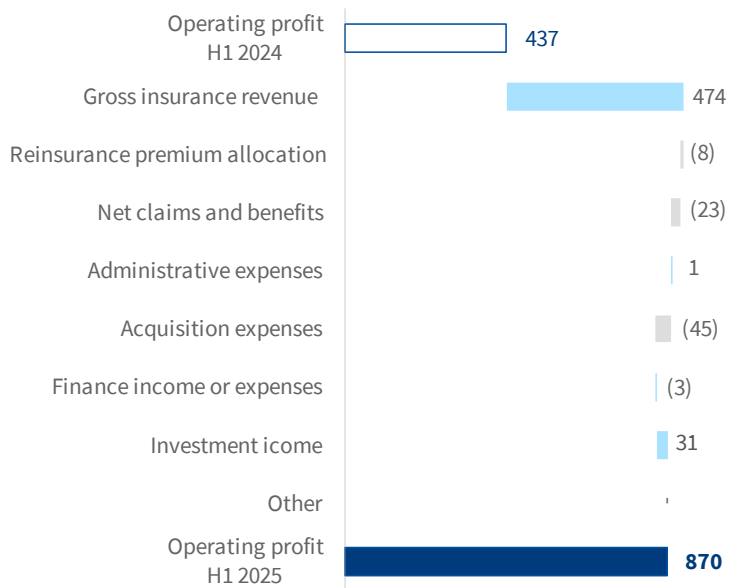 Operating profit
H1 2024
437
Gross insurance revenue
474
Reinsurance premium allocation
(8)
Net claims and benefits
(23)
Administrative expenses
1
Acquisition expenses
(45)
Finance income or expenses
(3)
Investment icome
31
Other
Operating profit
H1 2025
870